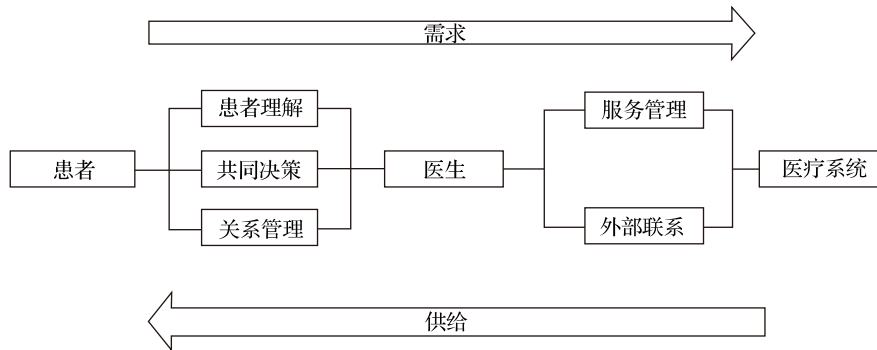 需求
患者理解
服务管理
患者
共同决策
医生
医疗系统
关系管理
外部联系
供给